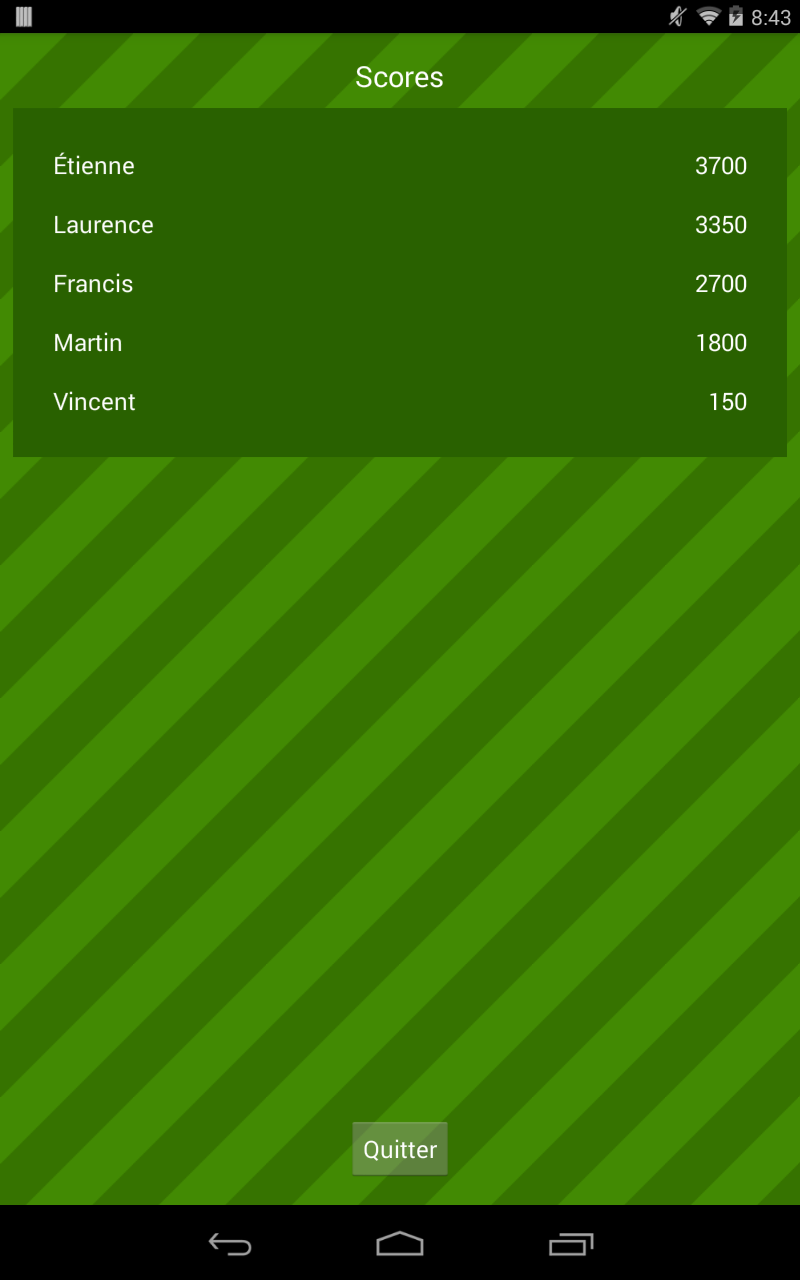 8:43
Scores
Étienne 3700
Laurence 3350
Francis 2700
Martin 1800
Vincent 150
Quitter